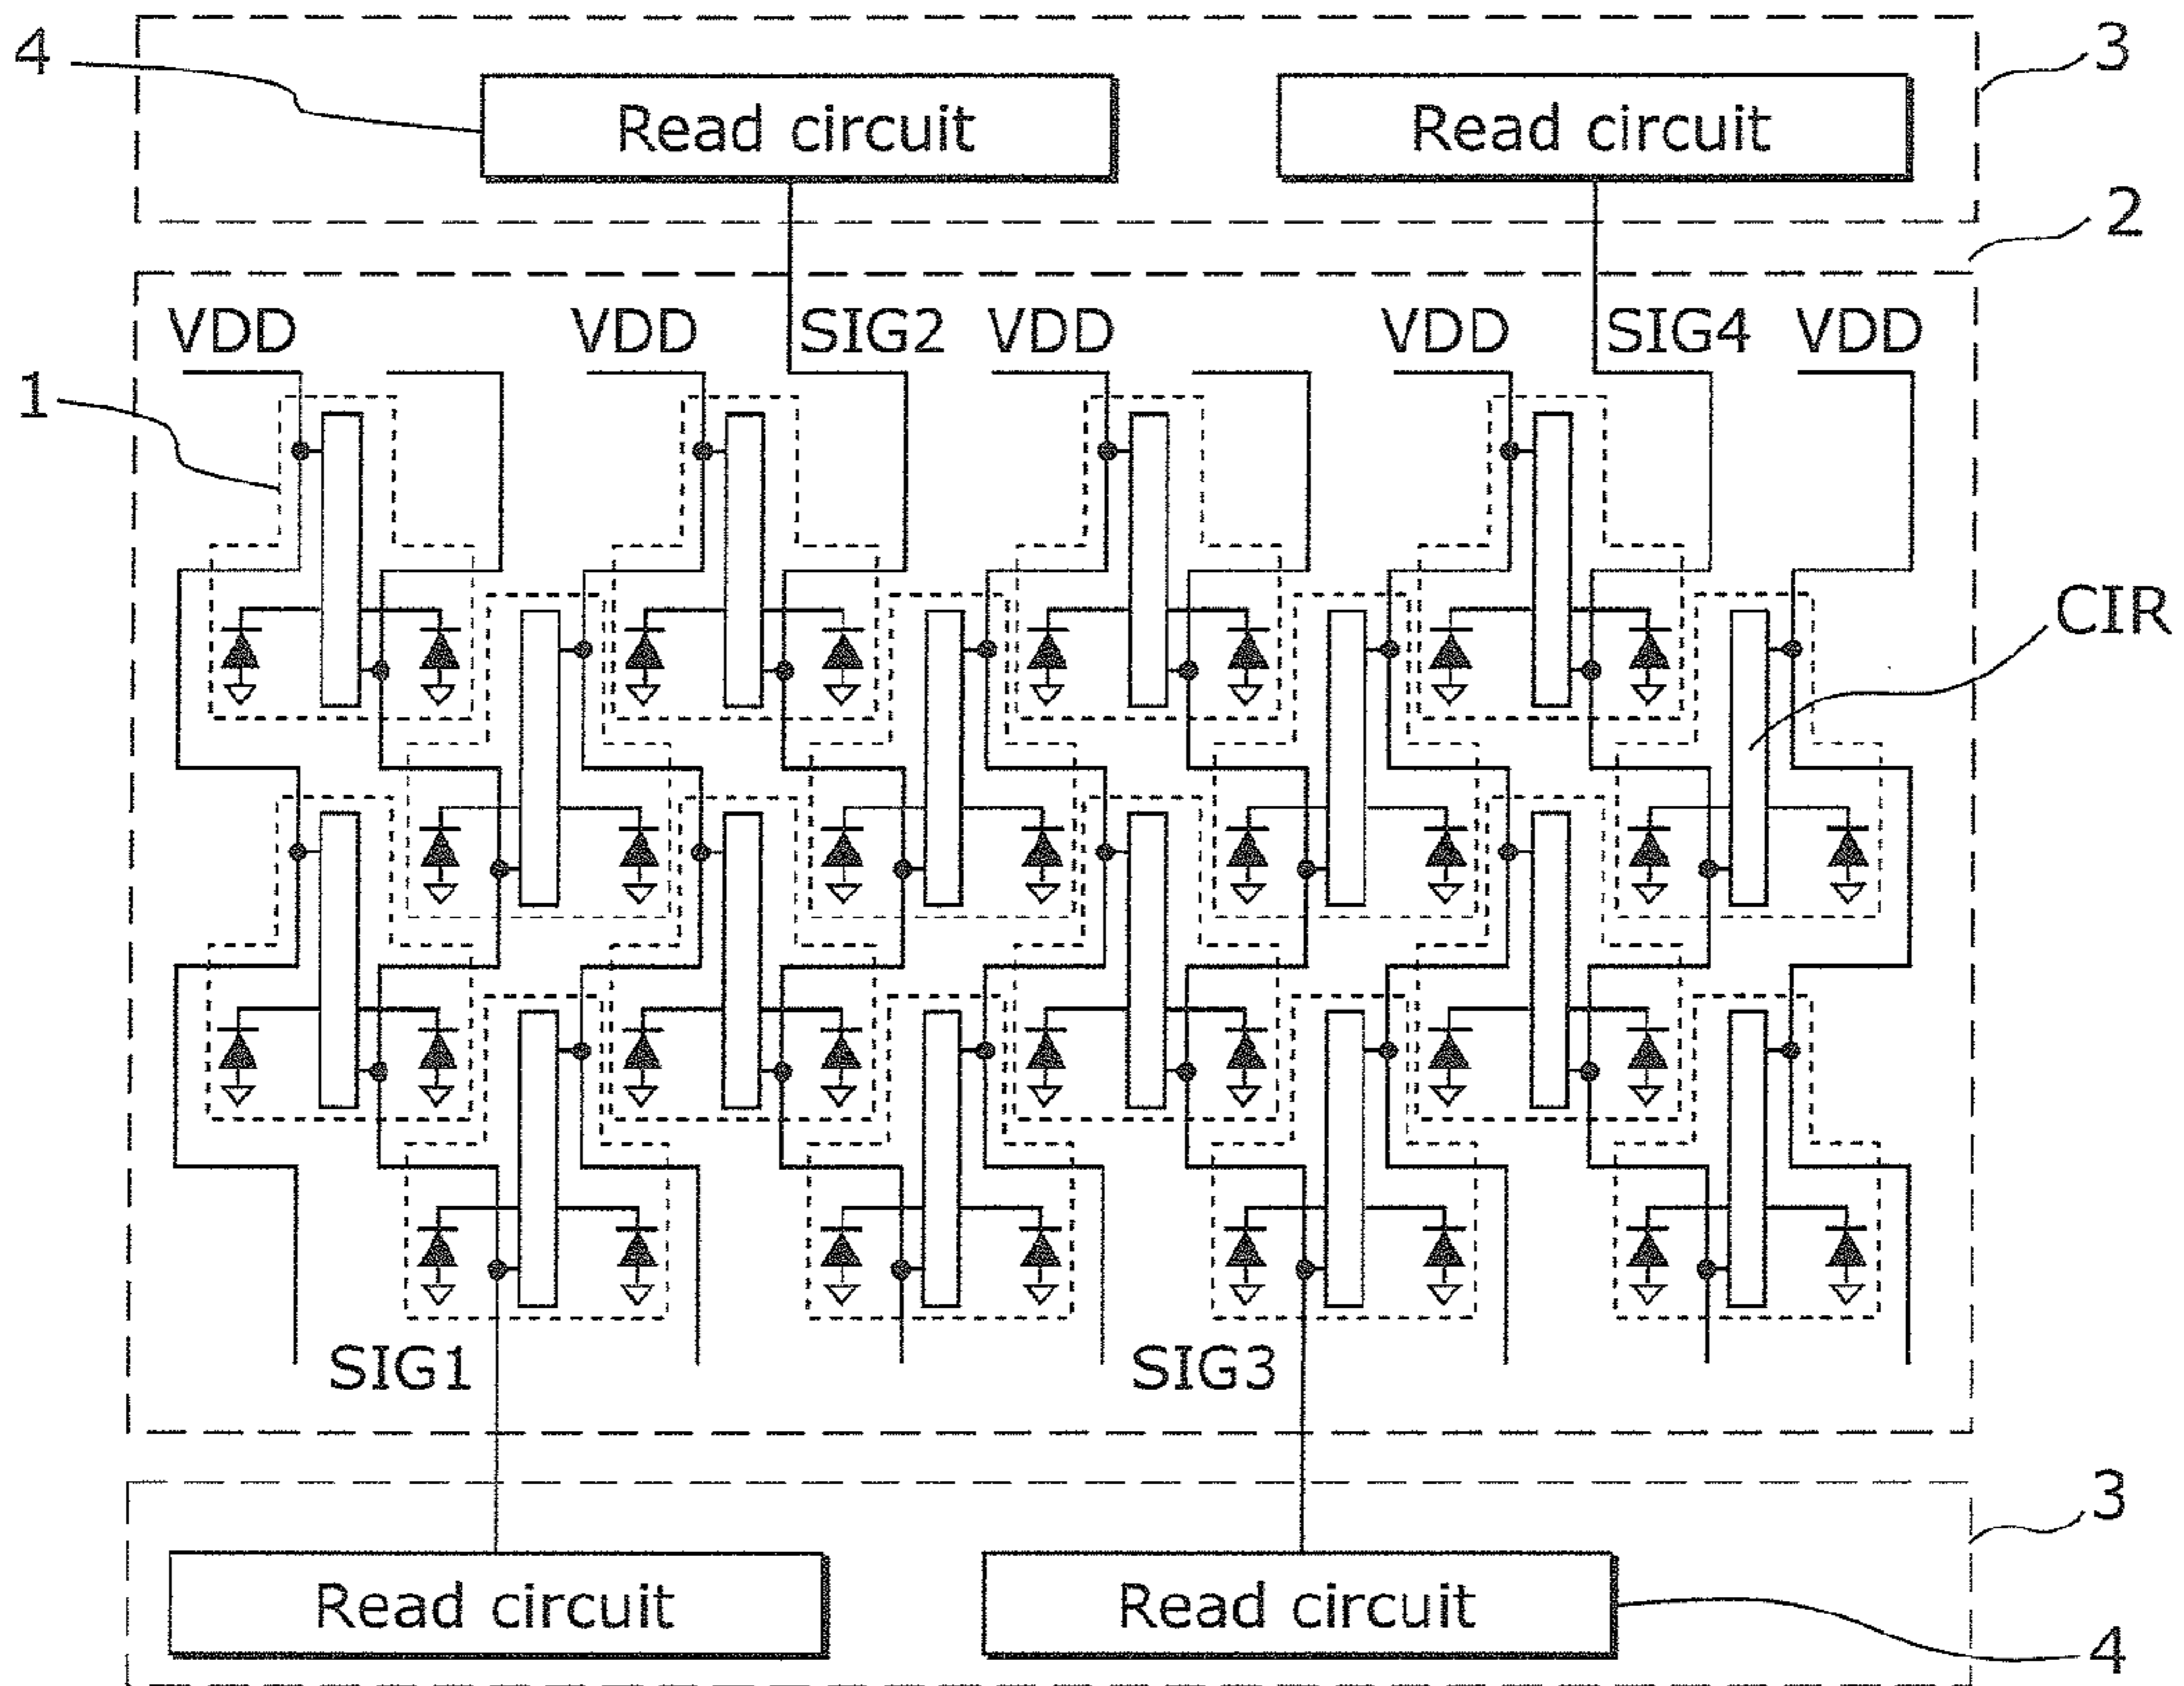 4
3
Read circuit
Read circuit
2
VDD
VDD
SIG2
VDD
VDD
SIG4
VDD
1
CIR
SIG1
SIG3
3
Read circuit
Read circuit
4